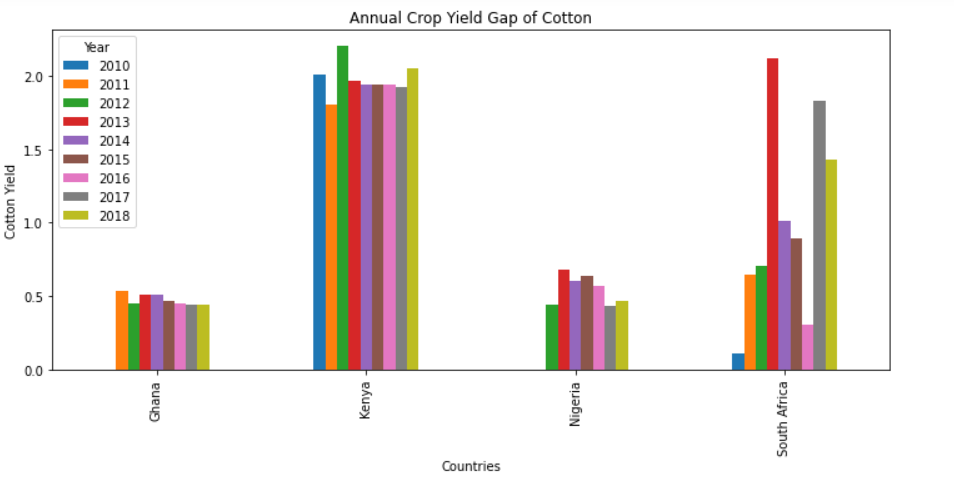 Annual Crop Yield Gap of Cotton
Year
2010
2011
2012
2013
2014
2015
2016
2017
2018
2.0
1.5
1.0
0.5
0.0
Cotton Yield
Ghana
Kenya
Nigeria
South Africa
Countries